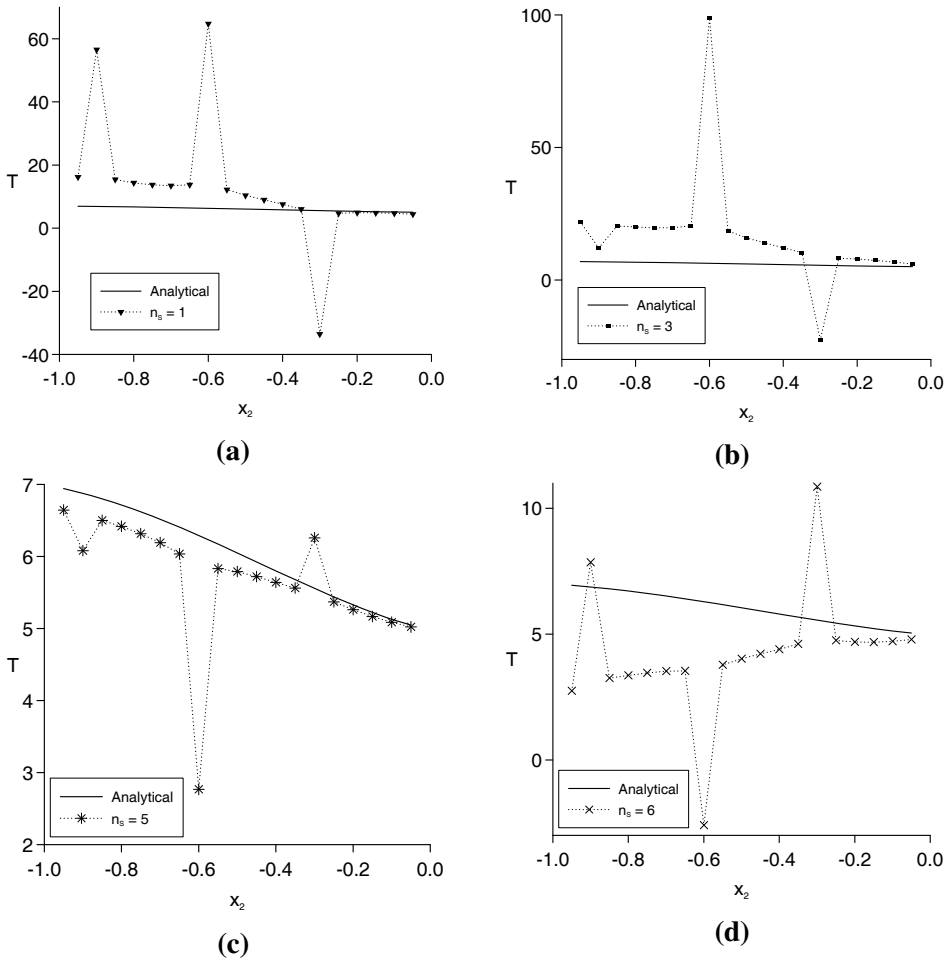 60
40
20
T
0
-20
-40
-1.0 -0.8 -0.6 -0.4 -0.2 0.0
x₂
Analytical
nₛ = 1
(a)
100
50
T
0
-1.0 -0.8 -0.6 -0.4 -0.2 0.0
x₂
Analytical
nₛ = 3
(b)
7
6
5
T
4
3
2
-1.0 -0.8 -0.6 -0.4 -0.2 0.0
x₂
Analytical
nₛ = 5
(c)
10
5
T
0
-1.0 -0.8 -0.6 -0.4 -0.2 0.0
x₂
Analytical
nₛ = 6
(d)